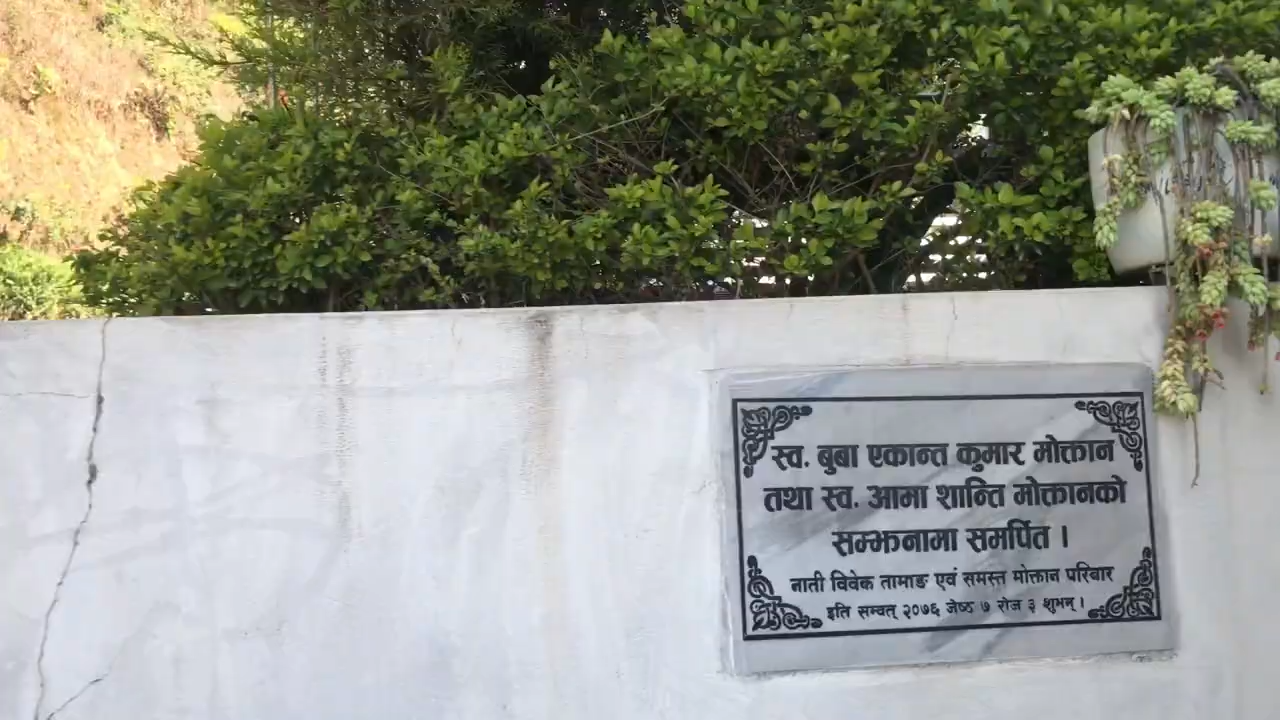 स्व. बुबा एकान्त कुमार मोक्तान
तथा स्व. आमा शान्ति मोक्तानको
सम्झनामा समर्पित ।
नाती विवेक तामाङ एवं समस्त मोक्तान परिवार
इति सम्वत् २०७६ जेष्ठ ७ रोज ३ शुभम् ।